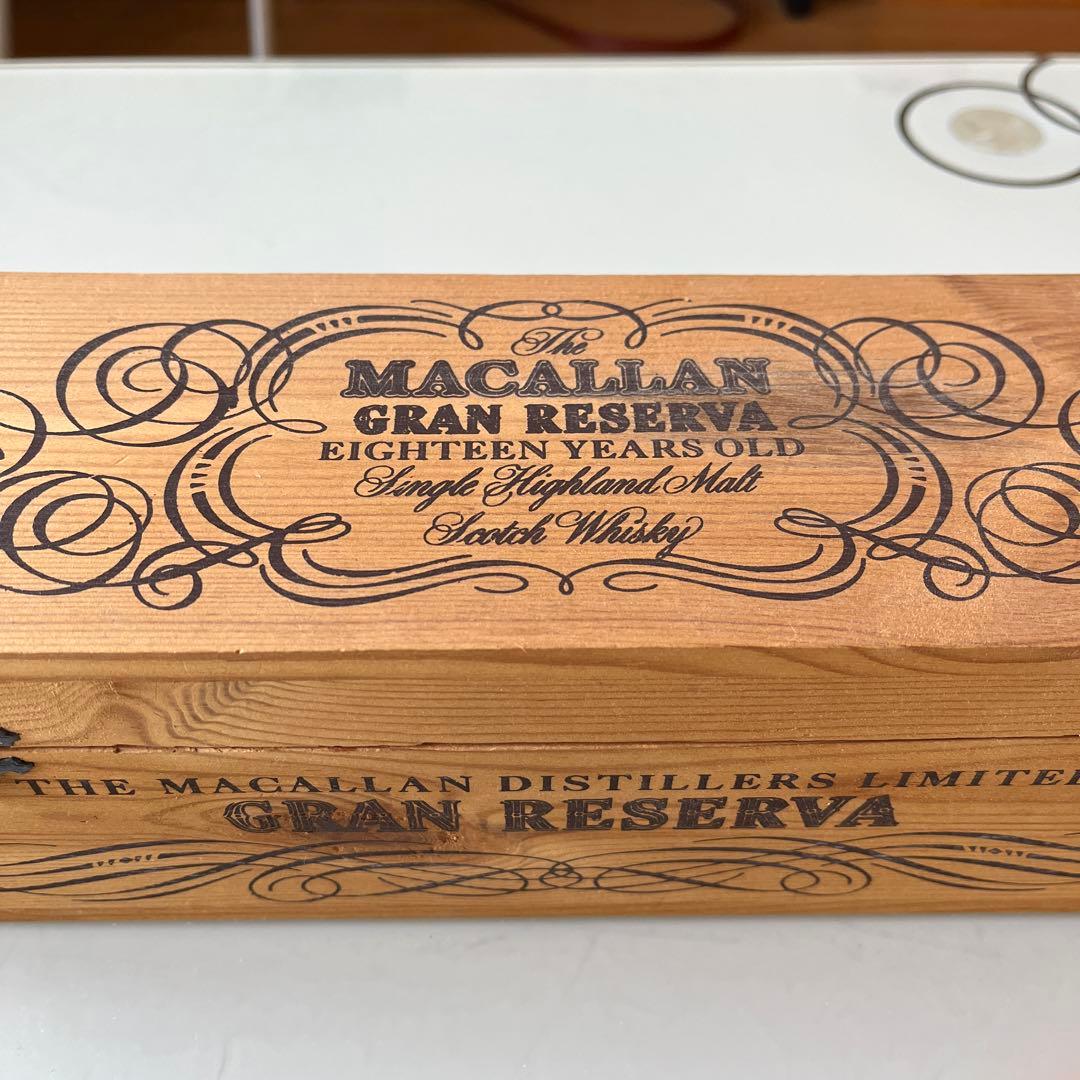 The
MACALLAN
GRAN RESERVA
EIGHTEEN YEARS OLD
Single Highland Malt
Scotch Whisky
THE MACALLAN DISTILLERS LIMITED
GRAN RESERVA